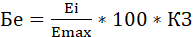 Бе = Ei/Emax * 100 * КЗ